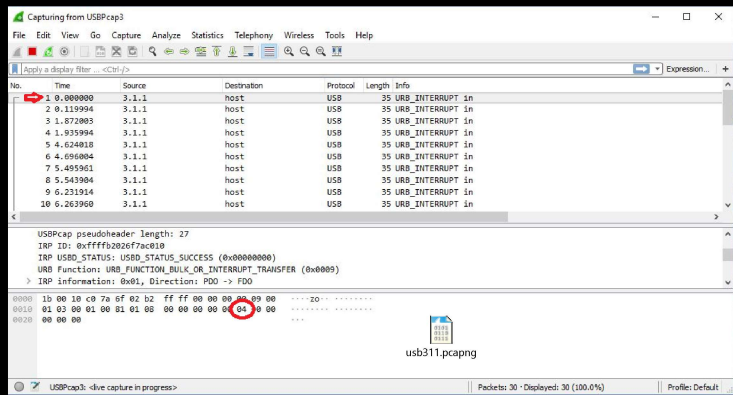 Capturing from USBPcap3
File Edit View Go Capture Analyze Statistics Telephony Wireless Tools Help
Apply a display filter ... <Ctrl-/> Expression... +
No. Time Source Destination Protocol Length Info
1 0.000000 3.1.1 host USB 35 URB_INTERRUPT in
2 0.119994 3.1.1 host USB 35 URB_INTERRUPT in
3 1.872003 3.1.1 host USB 35 URB_INTERRUPT in
4 1.935994 3.1.1 host USB 35 URB_INTERRUPT in
5 4.624018 3.1.1 host USB 35 URB_INTERRUPT in
6 4.696004 3.1.1 host USB 35 URB_INTERRUPT in
7 5.495961 3.1.1 host USB 35 URB_INTERRUPT in
8 5.543904 3.1.1 host USB 35 URB_INTERRUPT in
9 6.231914 3.1.1 host USB 35 URB_INTERRUPT in
10 6.263960 3.1.1 host USB 35 URB_INTERRUPT in
USBPcap pseudoheader length: 27
IRP ID: 0xffffb2026f7ac010
IRP USBD_STATUS: USBD_STATUS_SUCCESS (0x00000000)
URB Function: URB_FUNCTION_BULK_OR_INTERRUPT_TRANSFER (0x0009)
> IRP information: 0x01, Direction: PDO -> FDO
0000 1b 00 10 c0 7a 6f 02 b2 ff ff 00 00 00 00 09 00 ····zo·· ········
0010 01 03 00 01 00 81 01 08 00 00 00 00 00 04 00 00 ········ ········
0020 00 00 00 ···
usb311.pcapng
USBPcap3: <live capture in progress> Packets: 30 · Displayed: 30 (100.0%) Profile: Default